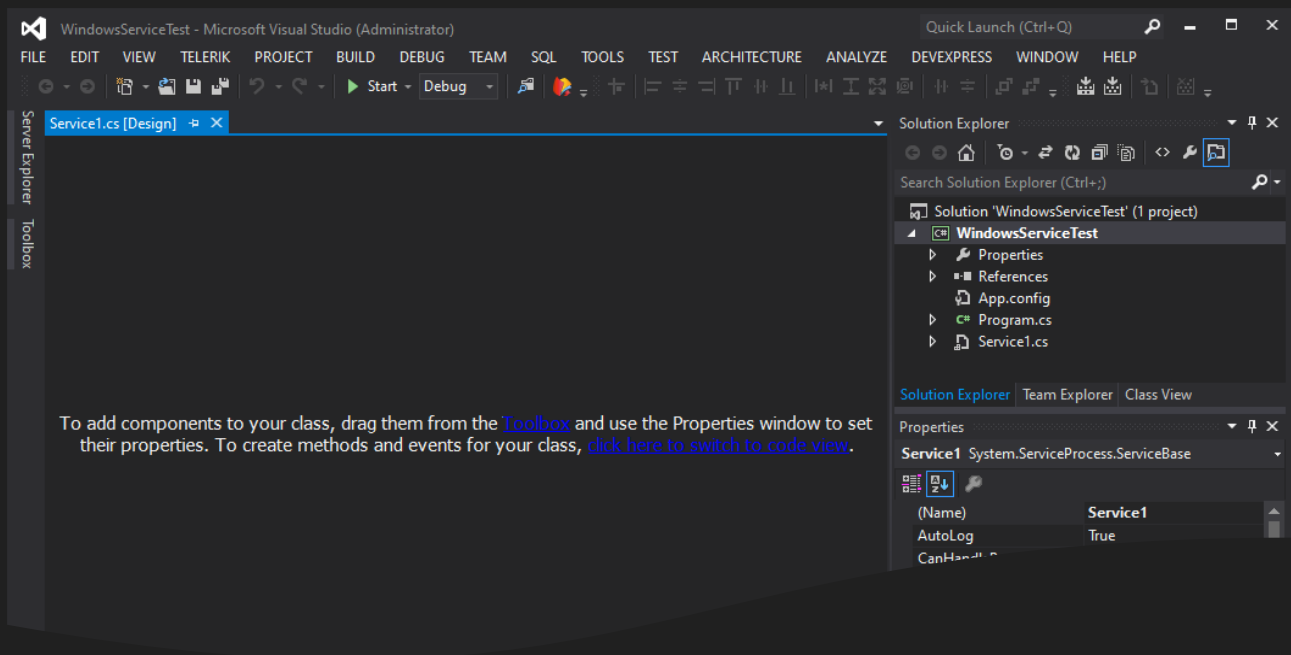 WindowsServiceTest - Microsoft Visual Studio (Administrator)
Quick Launch (Ctrl+Q)
FILE EDIT VIEW TELERIK PROJECT BUILD DEBUG TEAM SQL TOOLS TEST ARCHITECTURE ANALYZE DEVEXPRESS WINDOW HELP
Start Debug
Server Explorer
Toolbox
Service1.cs [Design]
To add components to your class, drag them from the Toolbox and use the Properties window to set
their properties. To create methods and events for your class, click here to switch to code view.
Solution Explorer
Search Solution Explorer (Ctrl+;)
Solution 'WindowsServiceTest' (1 project)
C# WindowsServiceTest
Properties
References
App.config
C# Program.cs
Service1.cs
Solution Explorer Team Explorer Class View
Properties
Service1 System.ServiceProcess.ServiceBase
(Name) Service1
AutoLog True